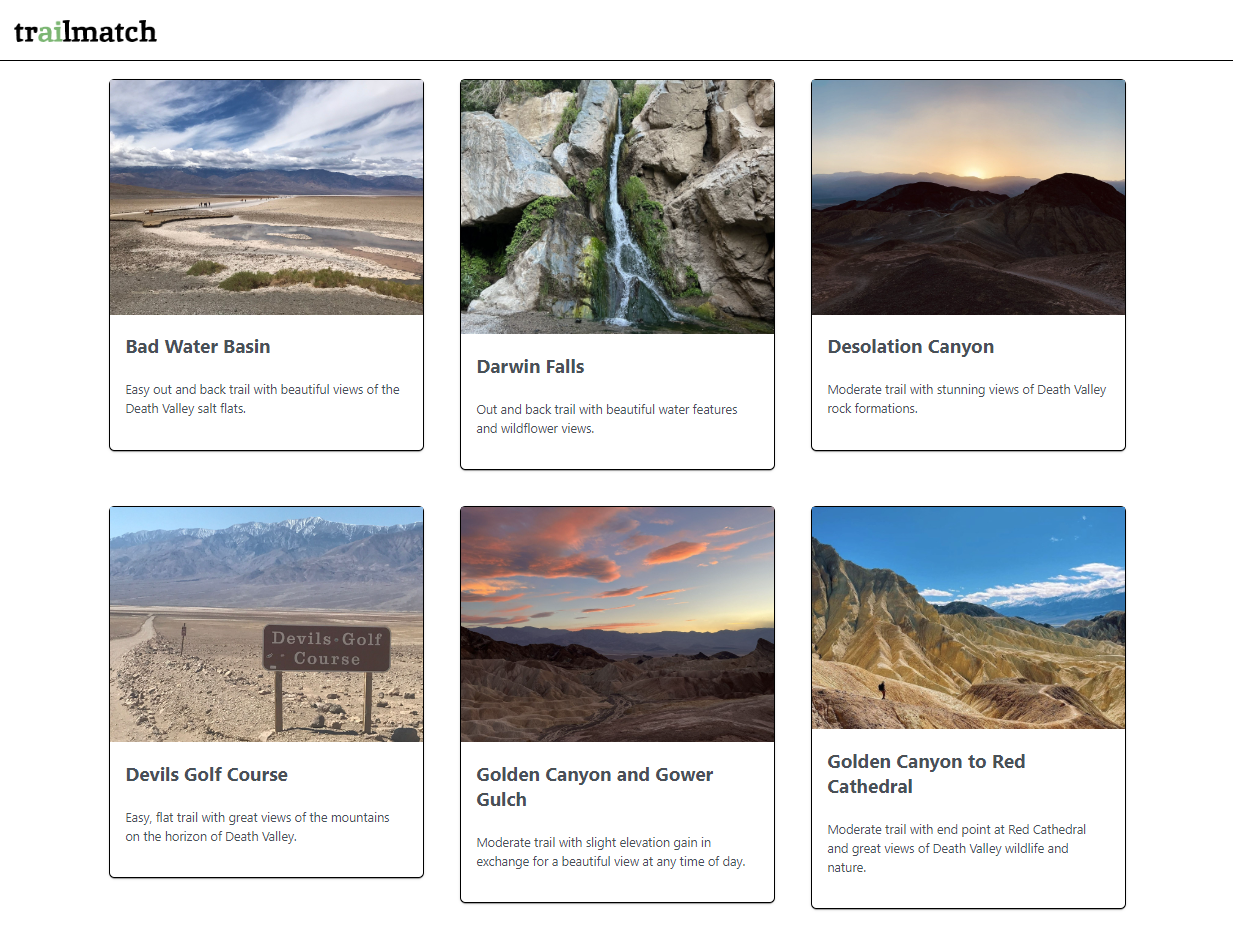 trailmatch
Bad Water Basin
Easy out and back trail with beautiful views of the
Death Valley salt flats.
Darwin Falls
Out and back trail with beautiful water features
and wildflower views.
Desolation Canyon
Moderate trail with stunning views of Death Valley
rock formations.
Devils Golf
Course
Devils Golf Course
Easy, flat trail with great views of the mountains
on the horizon of Death Valley.
Golden Canyon and Gower
Gulch
Moderate trail with slight elevation gain in
exchange for a beautiful view at any time of day.
Golden Canyon to Red
Cathedral
Moderate trail with end point at Red Cathedral
and great views of Death Valley wildlife and
nature.